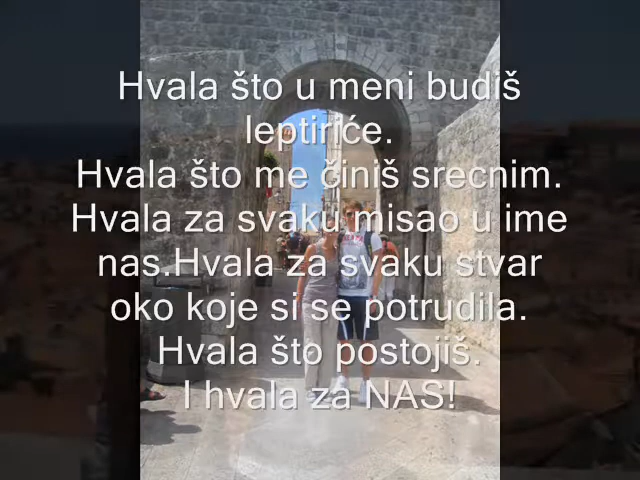 Hvala što u meni budiš
leptiriće.
Hvala što me činiš srecnim.
Hvala za svaku misao u ime
nas.Hvala za svaku stvar
oko koje si se potrudila.
Hvala što postojiš.
I hvala za NAS!